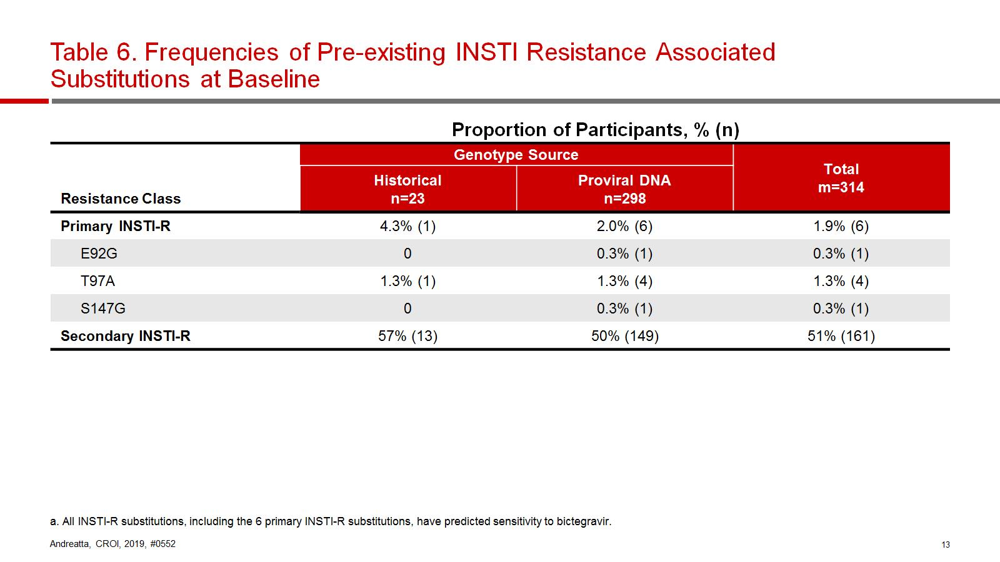 Table 6. Frequencies of Pre-existing INSTI Resistance Associated
Substitutions at Baseline
Proportion of Participants, % (n)
Genotype Source
Resistance Class
Historical
n=23
Proviral DNA
n=298
Total
m=314
Primary INSTI-R 4.3% (1) 2.0% (6) 1.9% (6)
E92G 0 0.3% (1) 0.3% (1)
T97A 1.3% (1) 1.3% (4) 1.3% (4)
S147G 0 0.3% (1) 0.3% (1)
Secondary INSTI-R 57% (13) 50% (149) 51% (161)
a. All INSTI-R substitutions, including the 6 primary INSTI-R substitutions, have predicted sensitivity to bictegravir.
Andreatta, CROI, 2019, #0552
13